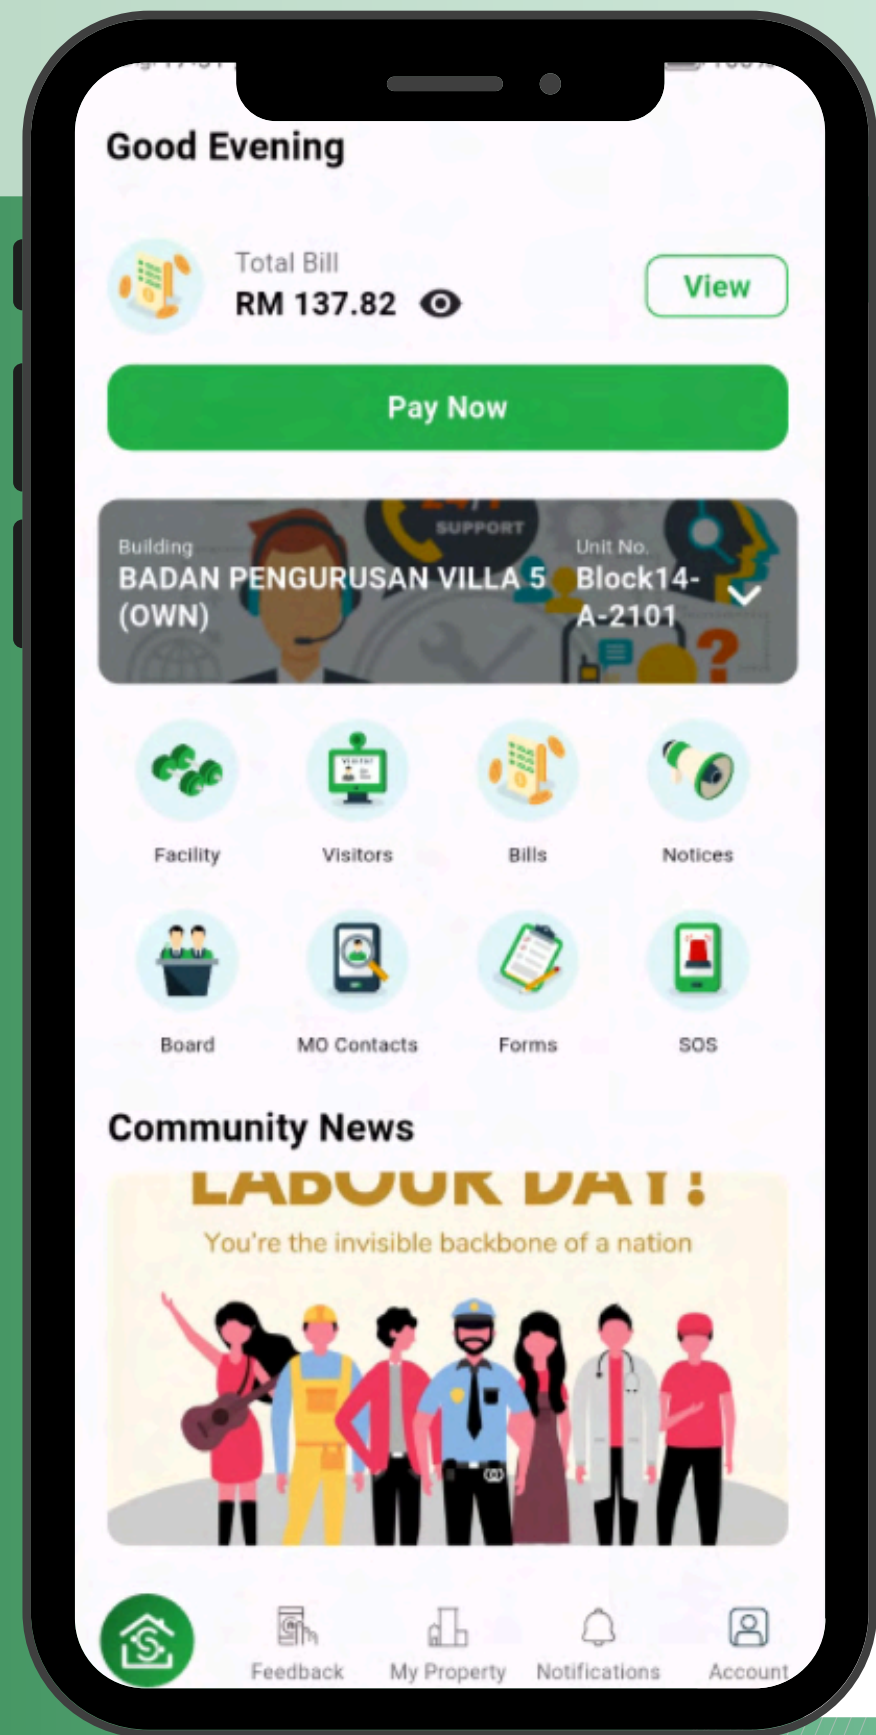 Good Evening
Total Bill
RM 137.82
View
Pay Now
SUPPORT
Building
BADAN PENGURUSAN VILLA 5
(OWN)
Unit No.
Block14-
A-2101
Facility
Visitors
Bills
Notices
Board
MO Contacts
Forms
SOS
Community News
LABOUR DAY!
You're the invisible backbone of a nation
Feedback
My Property
Notifications
Account